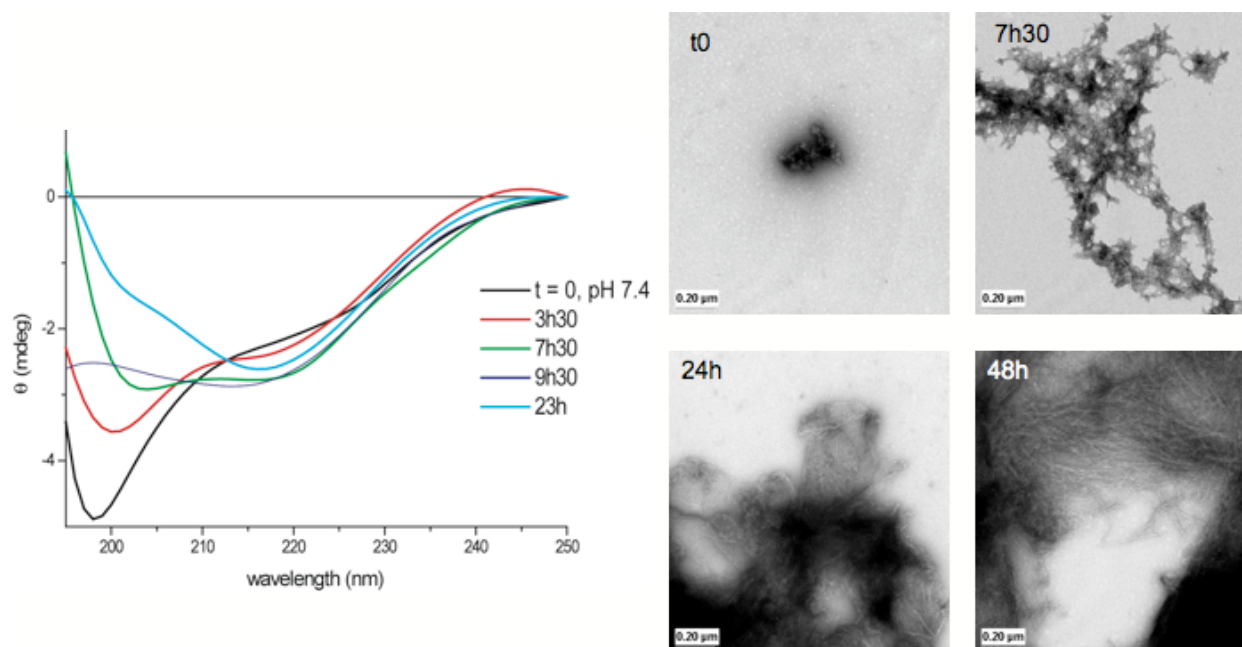 0
-2
-4
θ (mdeg)
200
210
220
230
240
250
wavelength (nm)
t = 0, pH 7.4
3h30
7h30
9h30
23h
t0
0.20 µm
7h30
0.20 µm
24h
0.20 µm
48h
0.20 µm